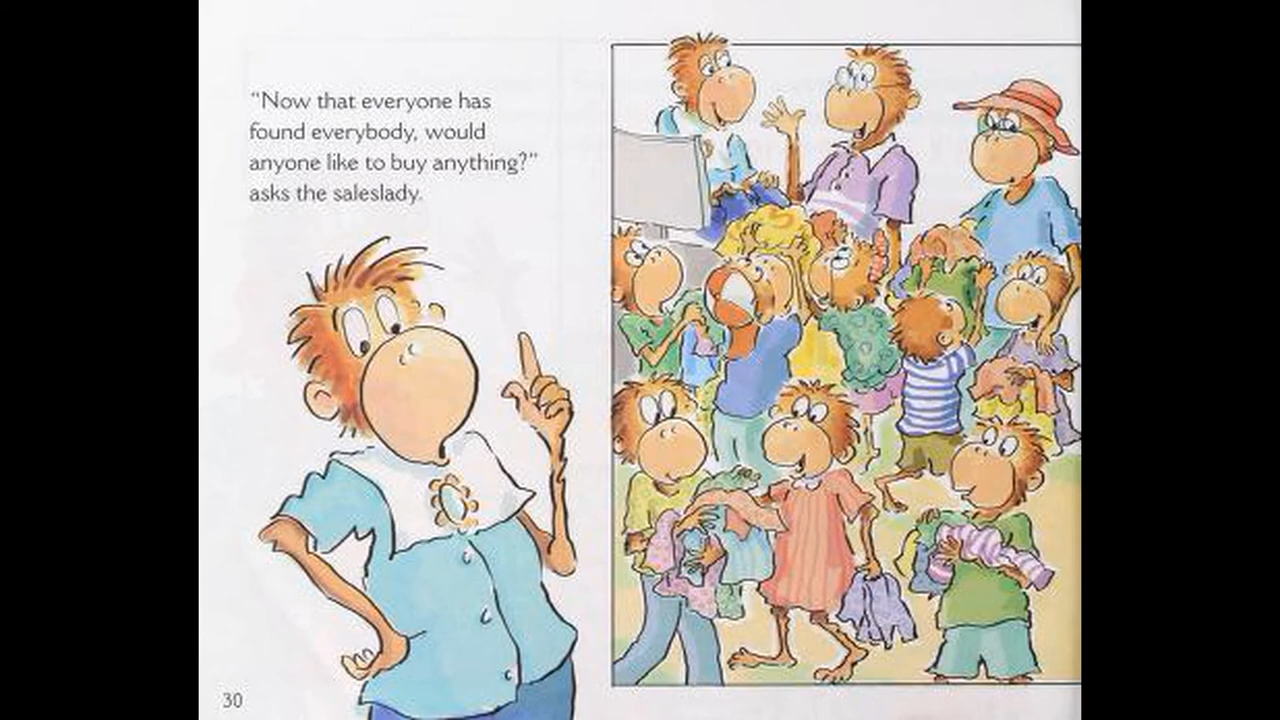 “Now that everyone has
found everybody, would
anyone like to buy anything?”
asks the saleslady.
30